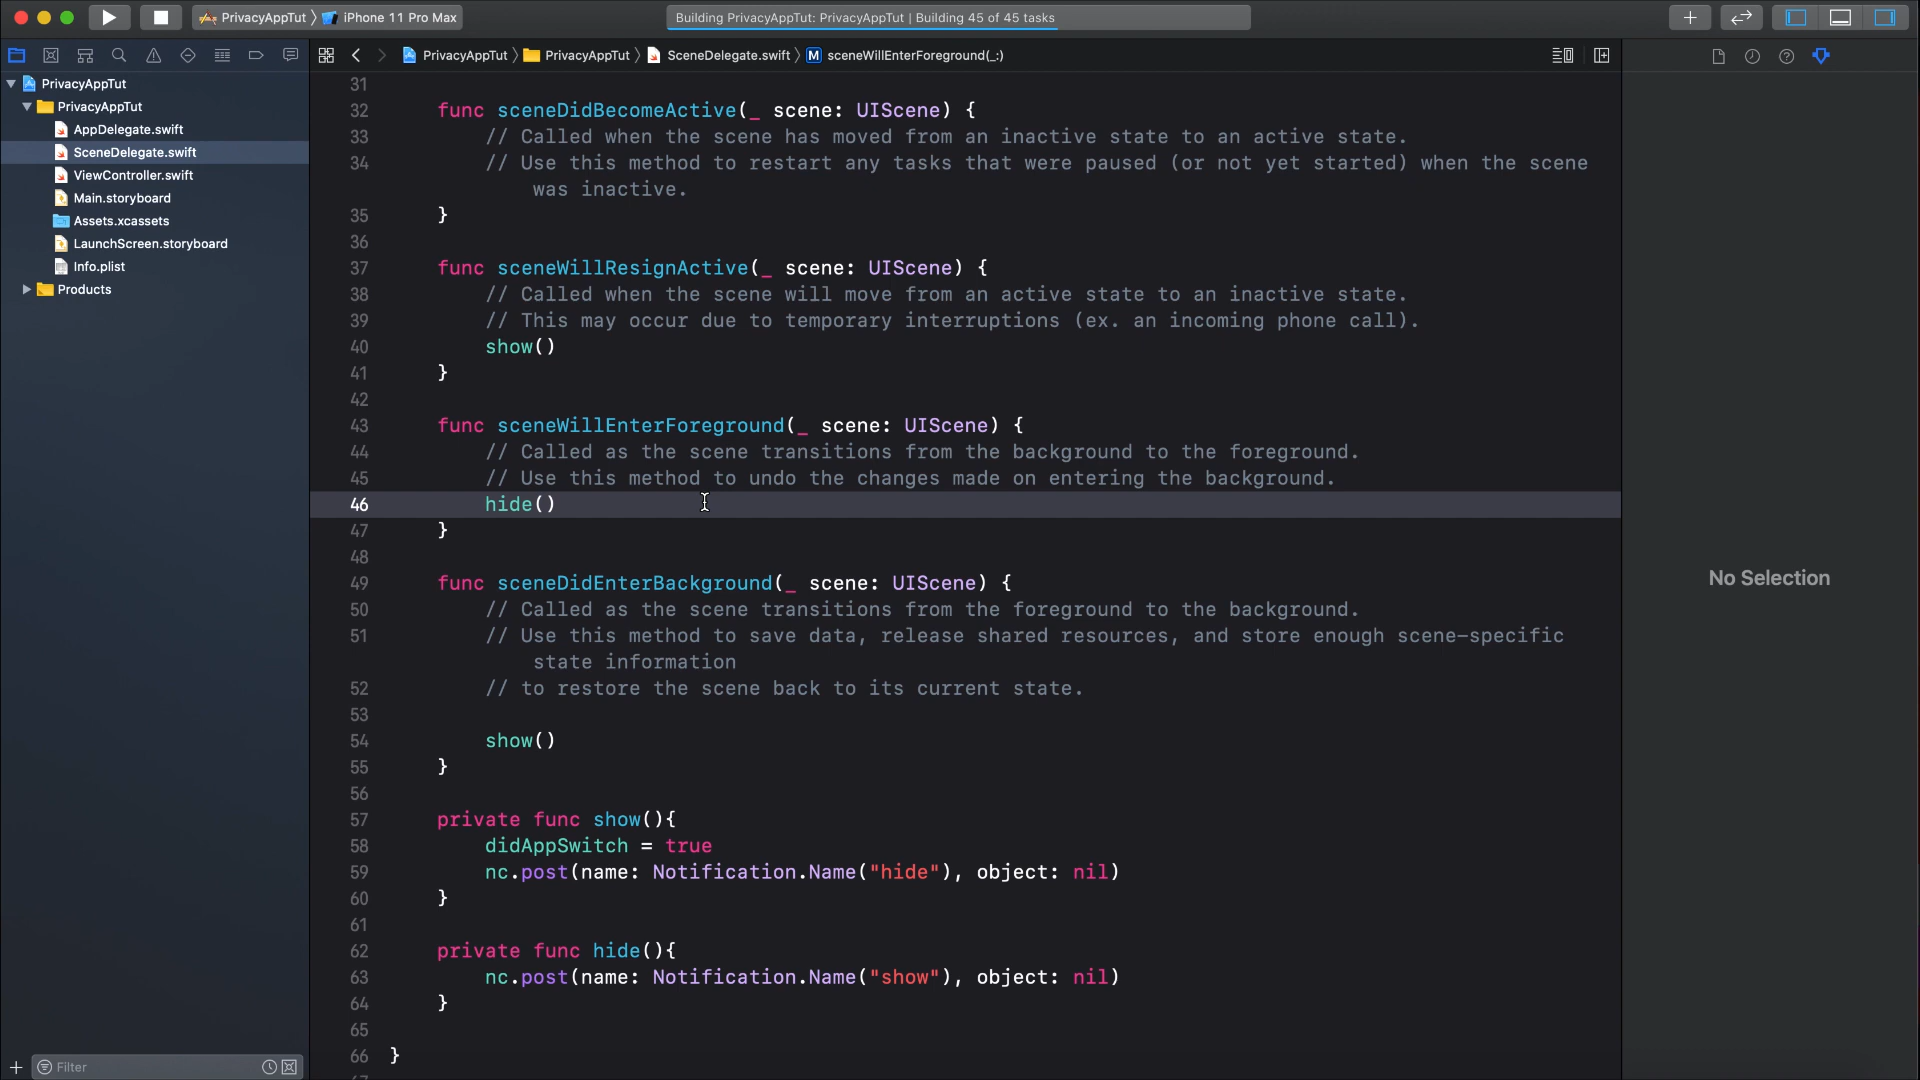 PrivacyAppTut 〉 iPhone 11 Pro Max
Building PrivacyAppTut: PrivacyAppTut | Building 45 of 45 tasks
PrivacyAppTut 〉 PrivacyAppTut 〉 SceneDelegate.swift 〉 M sceneWillEnterForeground(_:)
PrivacyAppTut
PrivacyAppTut
AppDelegate.swift
SceneDelegate.swift
ViewController.swift
Main.storyboard
Assets.xcassets
LaunchScreen.storyboard
Info.plist
Products
Filter
31
32 func sceneDidBecomeActive(_ scene: UIScene) {
33 // Called when the scene has moved from an inactive state to an active state.
34 // Use this method to restart any tasks that were paused (or not yet started) when the scene
was inactive.
35 }
36
37 func sceneWillResignActive(_ scene: UIScene) {
38 // Called when the scene will move from an active state to an inactive state.
39 // This may occur due to temporary interruptions (ex. an incoming phone call).
40 show()
41 }
42
43 func sceneWillEnterForeground(_ scene: UIScene) {
44 // Called as the scene transitions from the background to the foreground.
45 // Use this method to undo the changes made on entering the background.
46 hide()
47 }
48
49 func sceneDidEnterBackground(_ scene: UIScene) {
50 // Called as the scene transitions from the foreground to the background.
51 // Use this method to save data, release shared resources, and store enough scene-specific
state information
52 // to restore the scene back to its current state.
53
54 show()
55 }
56
57 private func show(){
58 didAppSwitch = true
59 nc.post(name: Notification.Name("hide"), object: nil)
60 }
61
62 private func hide(){
63 nc.post(name: Notification.Name("show"), object: nil)
64 }
65
66 }
No Selection